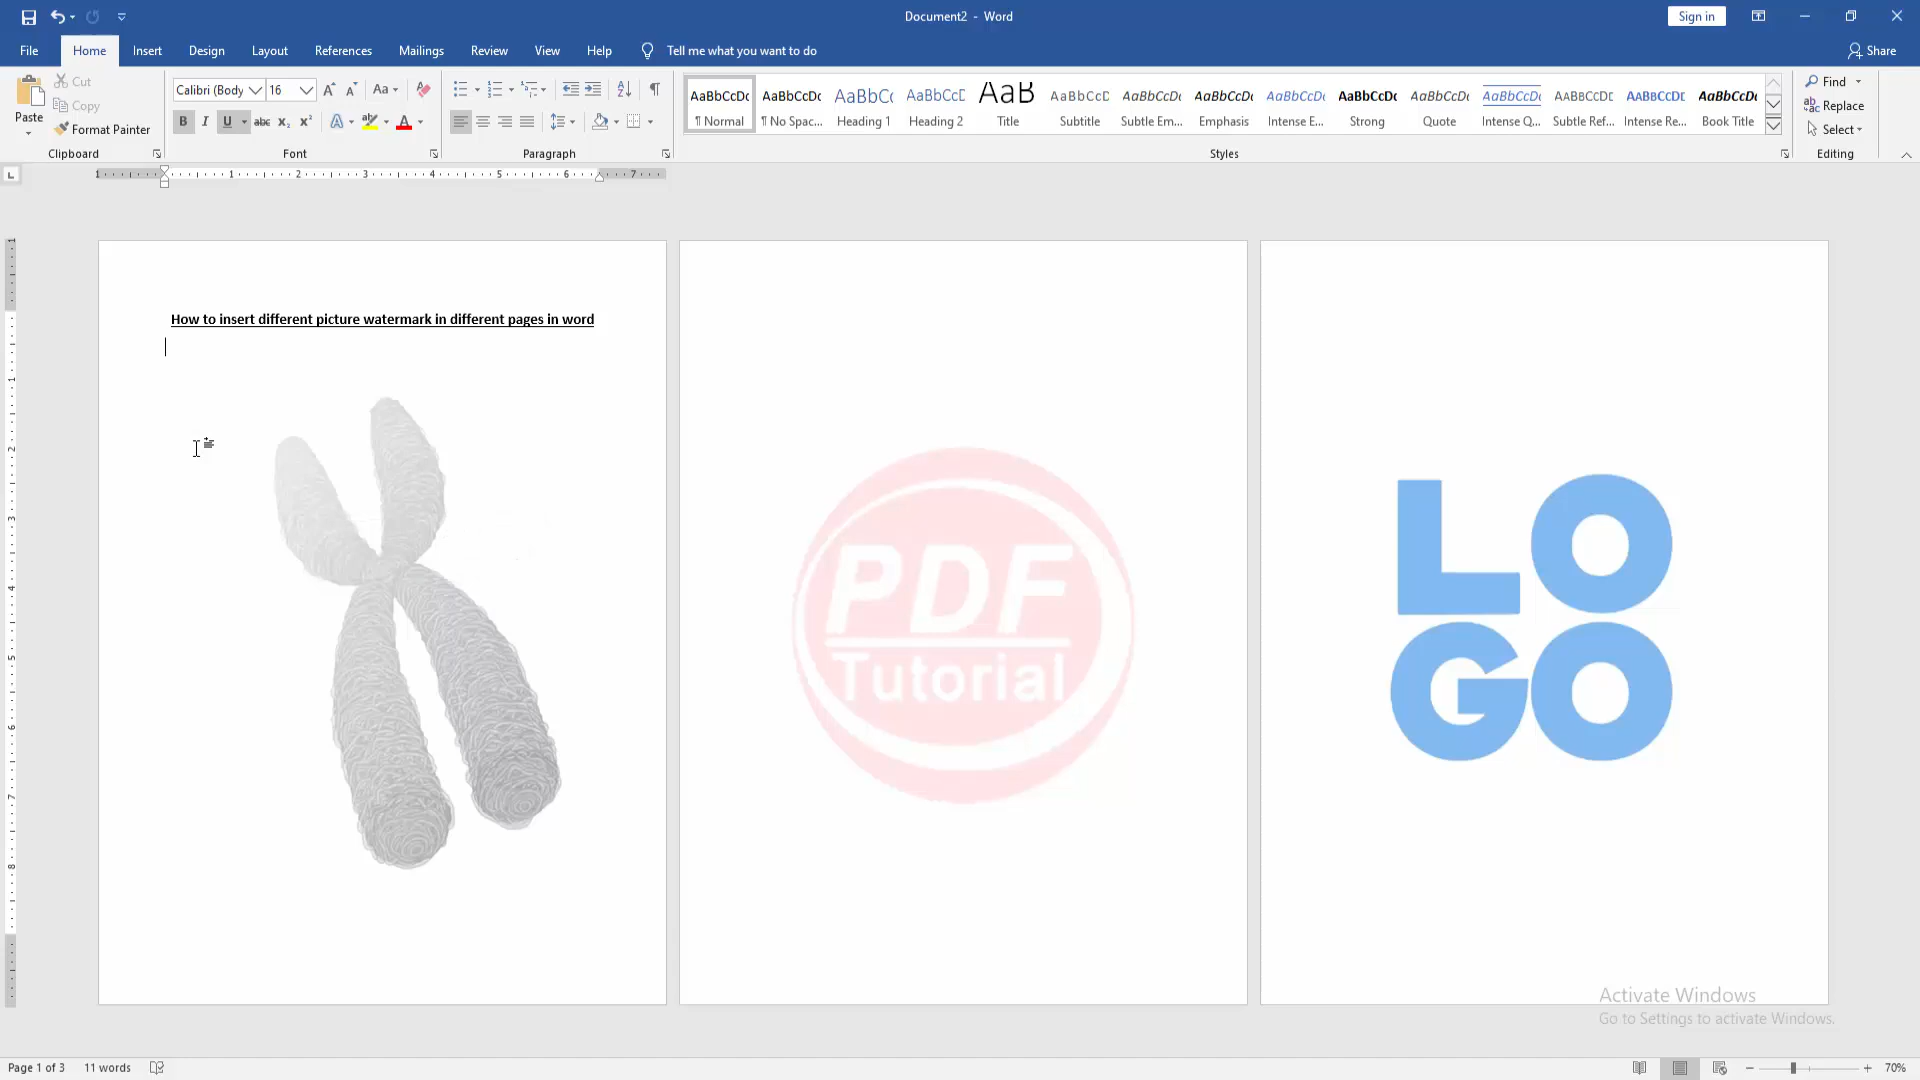 Document2 - Word
Sign in
File
Home
Insert
Design
Layout
References
Mailings
Review
View
Help
Tell me what you want to do
Share
Paste
Cut
Copy
Format Painter
Clipboard
Calibri (Body
16
Font
Paragraph
AaBbCcDc
¶ Normal
AaBbCcDc
¶ No Spac...
AaBbCc
Heading 1
AaBbCcD
Heading 2
AaB
Title
AaBbCcD
Subtitle
AaBbCcDc
Subtle Em...
AaBbCcDc
Emphasis
AaBbCcDc
Intense E...
AaBbCcDc
Strong
AaBbCcDc
Quote
AaBbCcDc
Intense Q...
AaBbCcDc
Subtle Ref...
AaBbCcDc
Intense Re...
AaBbCcDc
Book Title
Styles
Find
Replace
Select
Editing
How to insert different picture watermark in different pages in word
PDF
Tutorial
LO
GO
Activate Windows
Go to Settings to activate Windows.
Page 1 of 3
11 words
70%